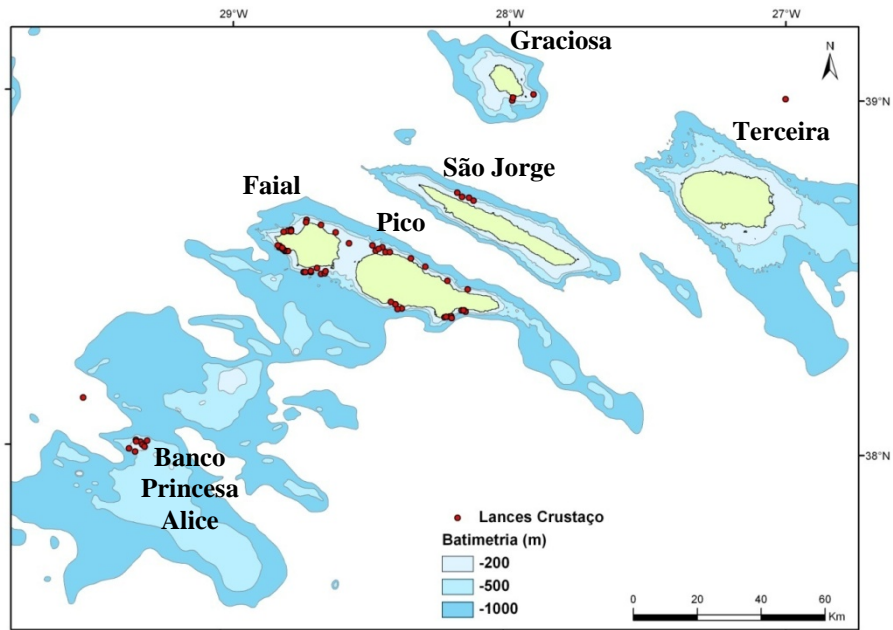 29°W 28°W 27°W
Graciosa
N
39°N
Terceira
São Jorge
Faial
Pico
38°N
Banco
Princesa
Alice
Lances Crustaço
Batimetria (m)
-200
-500
-1000
0 20 40 60
Km